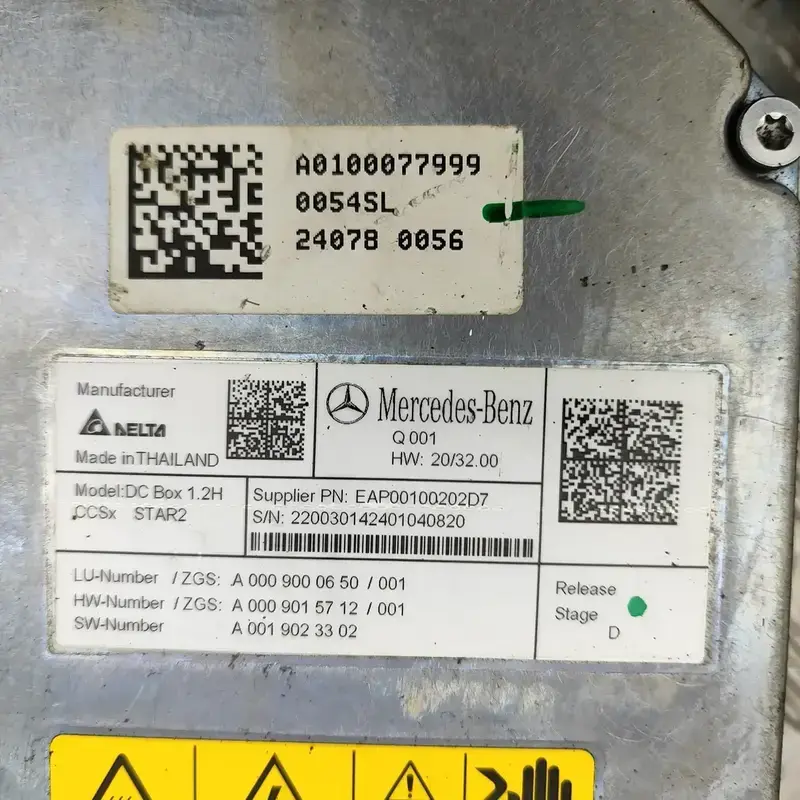 A0100077999
0054SL
24078 0056
Manufacturer
DELTA
Made in THAILAND
Mercedes-Benz
Q 001
HW: 20/32.00
Model:DC Box 1.2H
CCSx STAR2
Supplier PN: EAP00100202D7
S/N: 220030142401040820
LU-Number / ZGS: A 000 900 06 50 / 001
HW-Number / ZGS: A 000 901 57 12 / 001
SW-Number A 001 902 33 02
Release
Stage
D